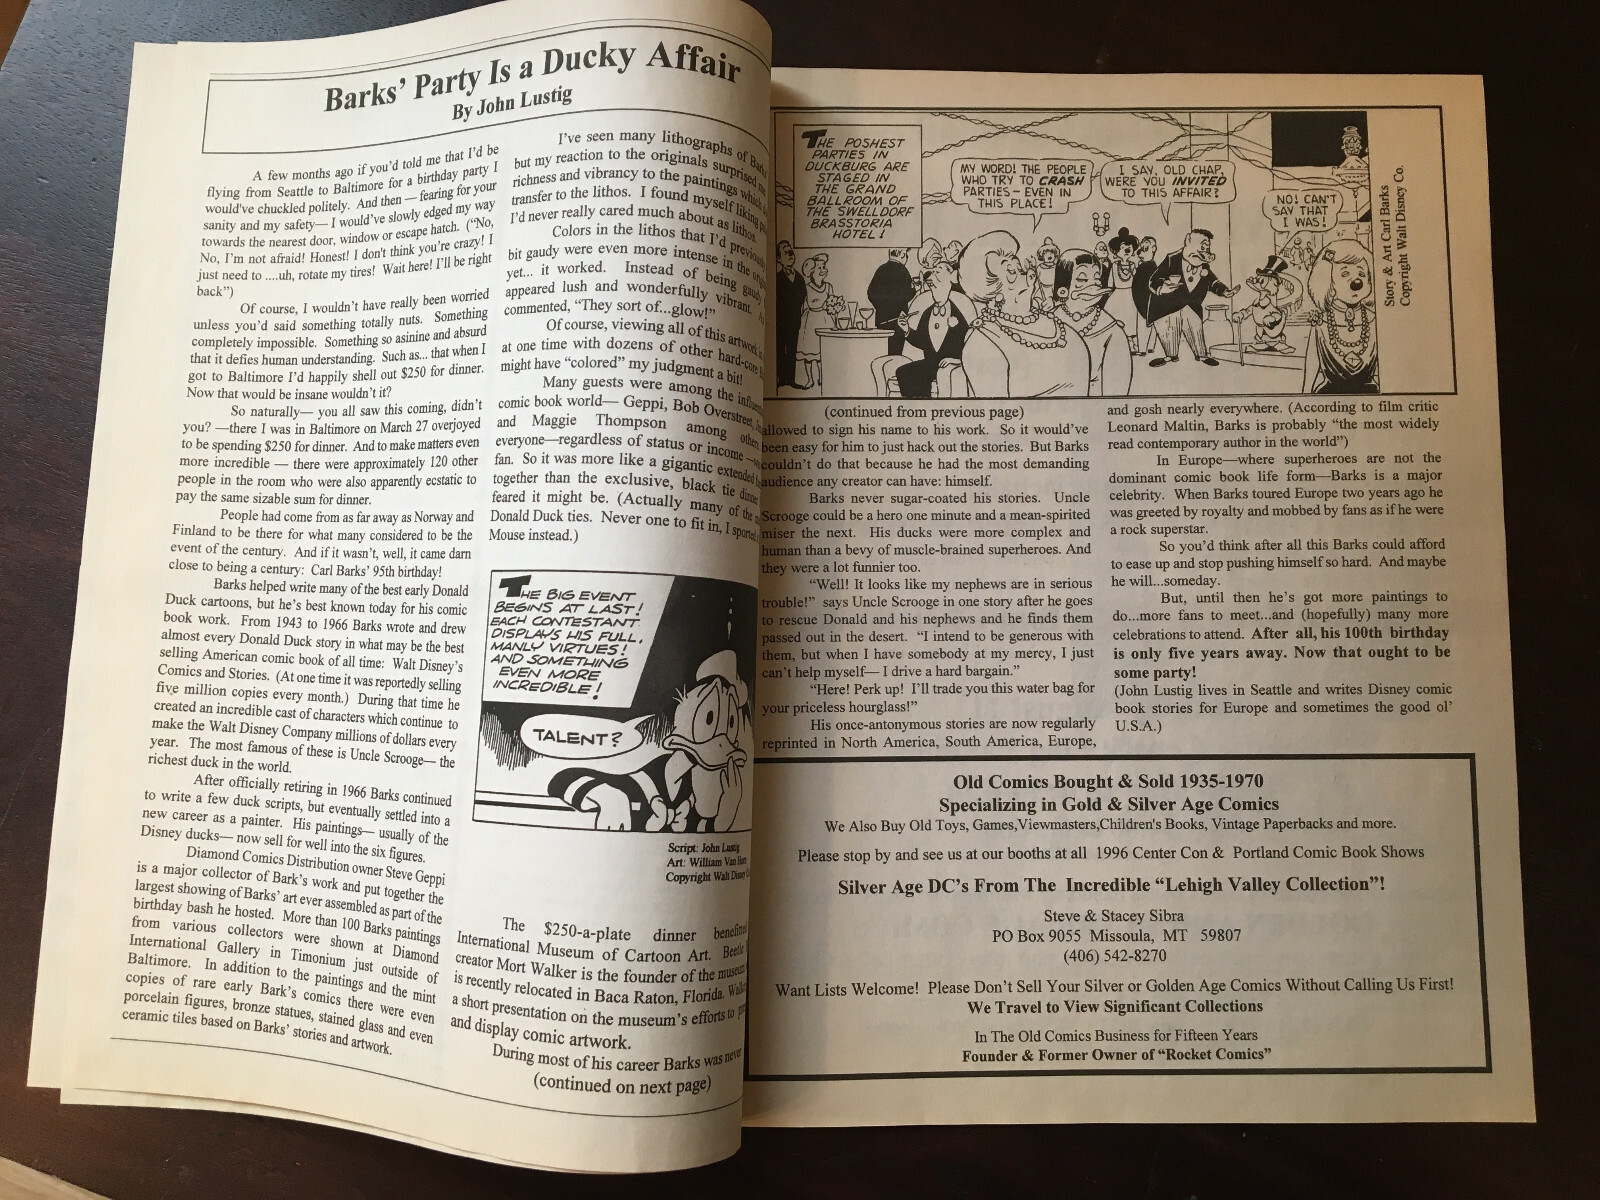 Barks' Party Is a Ducky Affair
By John Lustig
A few months ago if you'd told me that I'd be
flying from Seattle to Baltimore for a birthday party I
would've chuckled politely. And then — fearing for your
sanity and my safety— I would've slowly edged my way
towards the nearest door, window or escape hatch. ("No,
No, I'm not afraid! Honest! I don't think you're crazy! I
just need to ....uh, rotate my tires! Wait here! I'll be right
back")
Of course, I wouldn't have really been worried
unless you'd said something totally nuts. Something
completely impossible. Something so asinine and absurd
that it defies human understanding. Such as... that when I
got to Baltimore I'd happily shell out $250 for dinner.
Now that would be insane wouldn't it?
So naturally— you all saw this coming, didn't
you? —there I was in Baltimore on March 27 overjoyed
to be spending $250 for dinner. And to make matters even
more incredible — there were approximately 120 other
people in the room who were also apparently ecstatic to
pay the same sizable sum for dinner.
People had come from as far away as Norway and
Finland to be there for what many considered to be the
event of the century. And if it wasn't, well, it came darn
close to being a century: Carl Barks' 95th birthday!
Barks helped write many of the best early Donald
Duck cartoons, but he's best known today for his comic
book work. From 1943 to 1966 Barks wrote and drew
almost every Donald Duck story in what may be the best
selling American comic book of all time: Walt Disney's
Comics and Stories. (At one time it was reportedly selling
five million copies every month.) During that time he
created an incredible cast of characters which continue to
make the Walt Disney Company millions of dollars every
year. The most famous of these is Uncle Scrooge— the
richest duck in the world.
After officially retiring in 1966 Barks continued
to write a few duck scripts, but eventually settled into a
new career as a painter. His paintings— usually of the
Disney ducks— now sell for well into the six figures.
Diamond Comics Distribution owner Steve Geppi
is a major collector of Bark's work and put together the
largest showing of Barks' art ever assembled as part of the
birthday bash he hosted. More than 100 Barks paintings
from various collectors were shown at Diamond
International Gallery in Timonium just outside of
Baltimore. In addition to the paintings and the mint
copies of rare early Bark's comics there were even
porcelain figures, bronze statues, stained glass and even
ceramic tiles based on Barks' stories and artwork.
I've seen many lithographs of
but my reaction to the originals surprised
richness and vibrancy to the paintings which
transfer to the lithos. I found myself liking
I'd never really cared much about as lithos.
Colors in the lithos that I'd
bit gaudy were even more intense in the
yet... it worked. Instead of being gaudy
appeared lush and wonderfully vibrant.
commented, "They sort of...glow!"
Of course, viewing all of this artwork
at one time with dozens of other hard-core
might have "colored" my judgment a bit!
Many guests were among the
comic book world— Geppi, Bob Overstreet,
and Maggie Thompson among
everyone—regardless of status or income
fan. So it was more like a gigantic extended
together than the exclusive, black tie
feared it might be. (Actually many of the
Donald Duck ties. Never one to fit in, I
Mouse instead.)
THE BIG EVENT
BEGINS AT LAST!
EACH CONTESTANT
DISPLAYS HIS FULL,
MANLY VIRTUES!
AND SOMETHING
EVEN MORE
INCREDIBLE!
TALENT?
Script: John Lustig
Art: William Van
Copyright Walt
The $250-a-plate dinner
International Museum of Cartoon Art.
creator Mort Walker is the founder of the museum
is recently relocated in Baca Raton, Florida.
a short presentation on the museum's efforts to
and display comic artwork.
During most of his career Barks was never
(continued on next page)
THE POSHEST
PARTIES IN
DUCKBURG ARE
STAGED IN
THE GRAND
BALLROOM OF
THE SWELLDORF
BRASSTORIA
HOTEL!
MY WORD! THE PEOPLE
WHO TRY TO CRASH
PARTIES - EVEN IN
THIS PLACE!
I SAY, OLD CHAP,
WERE YOU INVITED
TO THIS AFFAIR?
NO! CAN'T
SAY THAT
I WAS!
Story & Art Carl Barks
Copyright Walt Disney Co.
(continued from previous page)
allowed to sign his name to his work. So it would've
been easy for him to just hack out the stories. But Barks
couldn't do that because he had the most demanding
audience any creator can have: himself.
Barks never sugar-coated his stories. Uncle
Scrooge could be a hero one minute and a mean-spirited
miser the next. His ducks were more complex and
human than a bevy of muscle-brained superheroes. And
they were a lot funnier too.
"Well! It looks like my nephews are in serious
trouble!" says Uncle Scrooge in one story after he goes
to rescue Donald and his nephews and he finds them
passed out in the desert. "I intend to be generous with
them, but when I have somebody at my mercy, I just
can't help myself— I drive a hard bargain."
"Here! Perk up! I'll trade you this water bag for
your priceless hourglass!"
His once-antonymous stories are now regularly
reprinted in North America, South America, Europe,
and gosh nearly everywhere. (According to film critic
Leonard Maltin, Barks is probably "the most widely
read contemporary author in the world")
In Europe—where superheroes are not the
dominant comic book life form—Barks is a major
celebrity. When Barks toured Europe two years ago he
was greeted by royalty and mobbed by fans as if he were
a rock superstar.
So you'd think after all this Barks could afford
to ease up and stop pushing himself so hard. And maybe
he will...someday.
But, until then he's got more paintings to
do...more fans to meet...and (hopefully) many more
celebrations to attend. After all, his 100th birthday
is only five years away. Now that ought to be
some party!
(John Lustig lives in Seattle and writes Disney comic
book stories for Europe and sometimes the good ol'
U.S.A.)
Old Comics Bought & Sold 1935-1970
Specializing in Gold & Silver Age Comics
We Also Buy Old Toys, Games,Viewmasters,Children's Books, Vintage Paperbacks and more.
Please stop by and see us at our booths at all 1996 Center Con & Portland Comic Book Shows
Silver Age DC's From The Incredible "Lehigh Valley Collection"!
Steve & Stacey Sibra
PO Box 9055 Missoula, MT 59807
(406) 542-8270
Want Lists Welcome! Please Don't Sell Your Silver or Golden Age Comics Without Calling Us First!
We Travel to View Significant Collections
In The Old Comics Business for Fifteen Years
Founder & Former Owner of "Rocket Comics"